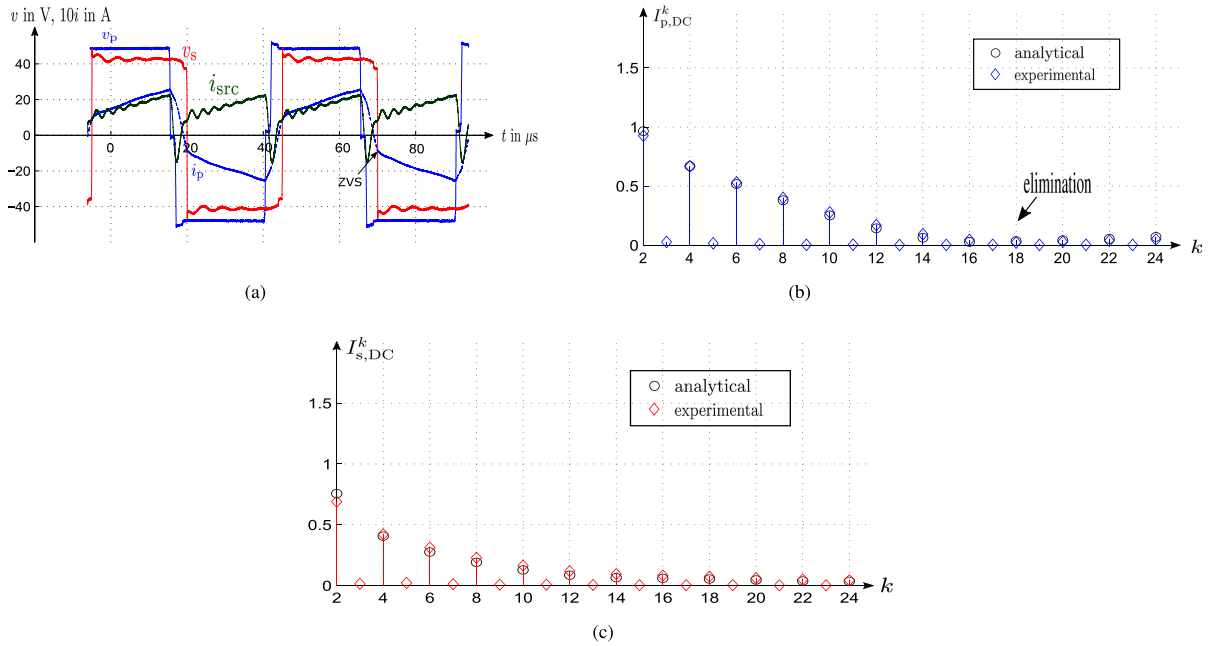 v in V, 10i in A
v_p
v_s
i_src
i_p
ZVS
40
20
0
−20
−40
0 20 40 60 80
t in µs
(a)
I^k_p,DC
analytical
experimental
elimination
1.5
1
0.5
0
2 4 6 8 10 12 14 16 18 20 22 24
k
(b)
I^k_s,DC
analytical
experimental
1.5
1
0.5
0
2 4 6 8 10 12 14 16 18 20 22 24
k
(c)